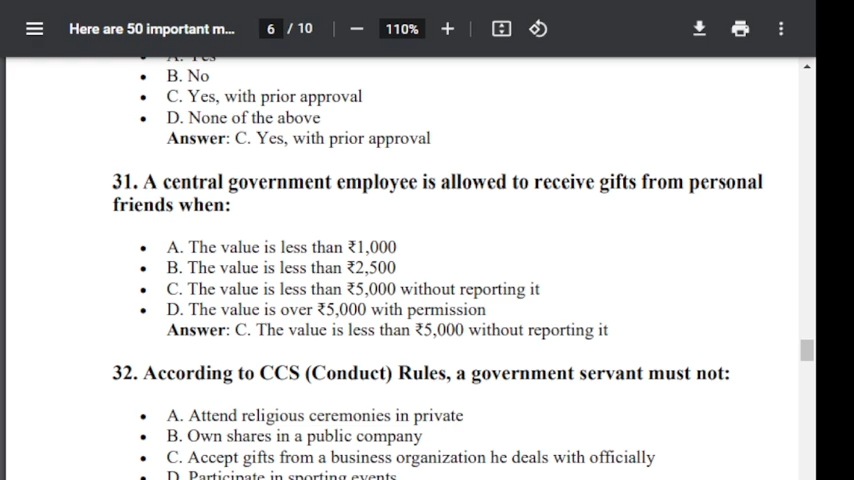 Here are 50 important m... 6 / 10 110%
A. Yes
• B. No
• C. Yes, with prior approval
• D. None of the above
Answer: C. Yes, with prior approval
31. A central government employee is allowed to receive gifts from personal
friends when:
• A. The value is less than ₹1,000
• B. The value is less than ₹2,500
• C. The value is less than ₹5,000 without reporting it
• D. The value is over ₹5,000 with permission
Answer: C. The value is less than ₹5,000 without reporting it
32. According to CCS (Conduct) Rules, a government servant must not:
• A. Attend religious ceremonies in private
• B. Own shares in a public company
• C. Accept gifts from a business organization he deals with officially
D. Participate in sporting events